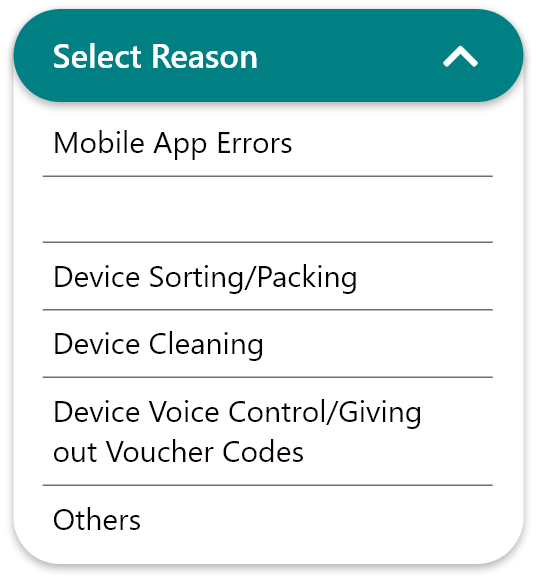 Select Reason
Mobile App Errors
Device Sorting/Packing
Device Cleaning
Device Voice Control/Giving
out Voucher Codes
Others